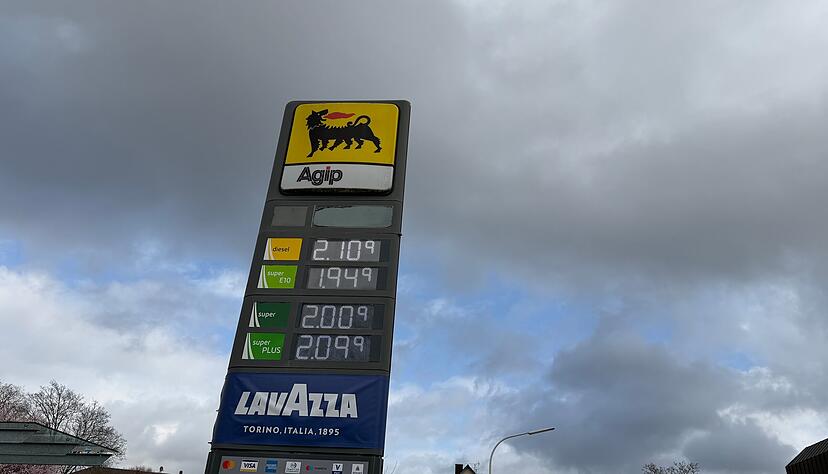 Agip
diesel 2.10⁹
super E10 1.94⁹
super 2.00⁹
super PLUS 2.09⁹
LAVAZZA
TORINO, ITALIA, 1895
VISA